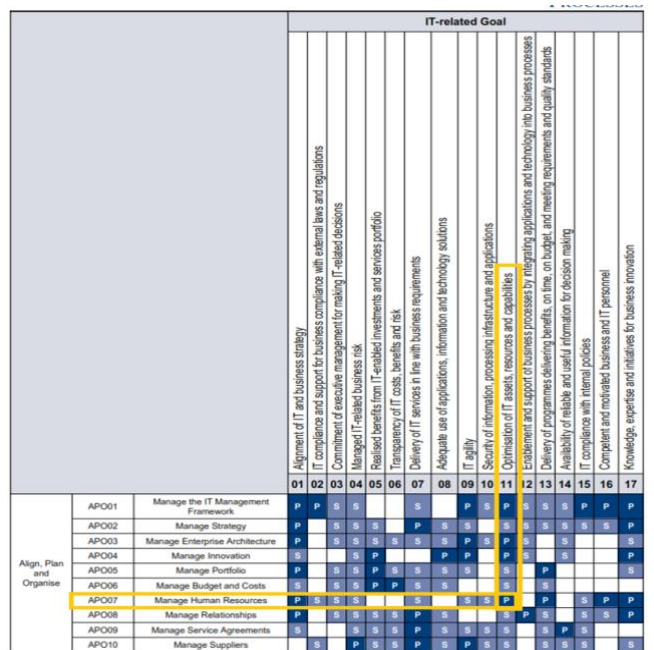 IT-related Goal
Alignment of IT and business strategy
IT compliance and support for business compliance with external laws and regulations
Commitment of executive management for making IT-related decisions
Managed IT-related business risk
Realised benefits from IT-enabled investments and services portfolio
Transparency of IT costs, benefits and risk
Delivery of IT services in line with business requirements
Adequate use of applications, information and technology solutions
IT agility
Security of information, processing infrastructure and applications
Optimisation of IT assets, resources and capabilities
Enablement and support of business processes by integrating applications and technology into business processes
Delivery of programmes delivering benefits, on time, on budget, and meeting requirements and quality standards
Availability of reliable and useful information for decision making
IT compliance with internal policies
Competent and motivated business and IT personnel
Knowledge, expertise and initiatives for business innovation
01 02 03 04 05 06 07 08 09 10 11 12 13 14 15 16 17
Align, Plan
and
Organise
APO01 Manage the IT Management Framework P P S S S P S P S S S P P P
APO02 Manage Strategy P S S S P S S S S S S S S P
APO03 Manage Enterprise Architecture P S S S S S S P S P S S S
APO04 Manage Innovation S S P P P P S S P
APO05 Manage Portfolio P S S P S S S S S P S
APO06 Manage Budget and Costs S S S P P S S S S
APO07 Manage Human Resources P S S S S S S P P S P P
APO08 Manage Relationships P S S S S P S S P S S S P
APO09 Manage Service Agreements S S S S P S S S S S P S
APO10 Manage Suppliers S P S S P S P S S S S S S